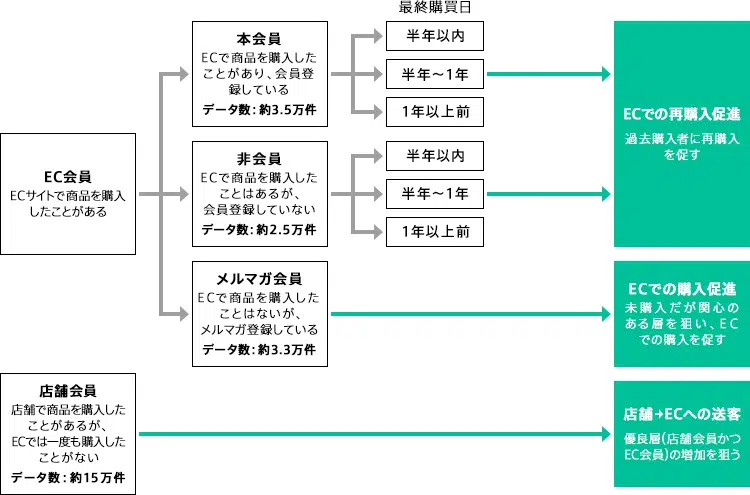 最終購買日
本会員
ECで商品を購入した
ことがあり、会員登
録している
データ数：約3.5万件
半年以内
半年～1年
1年以上前
ECでの再購入促進
過去購入者に再購入
を促す
EC会員
ECサイトで商品を購入
したことがある
非会員
ECで商品を購入した
ことはあるが、
会員登録していない
データ数：約2.5万件
半年以内
半年～1年
1年以上前
メルマガ会員
ECで商品を購入した
ことはないが、
メルマガ登録している
データ数：約3.3万件
ECでの購入促進
未購入だが関心の
ある層を狙い、EC
での購入を促す
店舗会員
店舗で商品を購入した
ことがあるが、
ECでは一度も購入した
ことがない
データ数：約15万件
店舗→ECへの送客
優良層(店舗会員かつ
EC会員)の増加を狙う